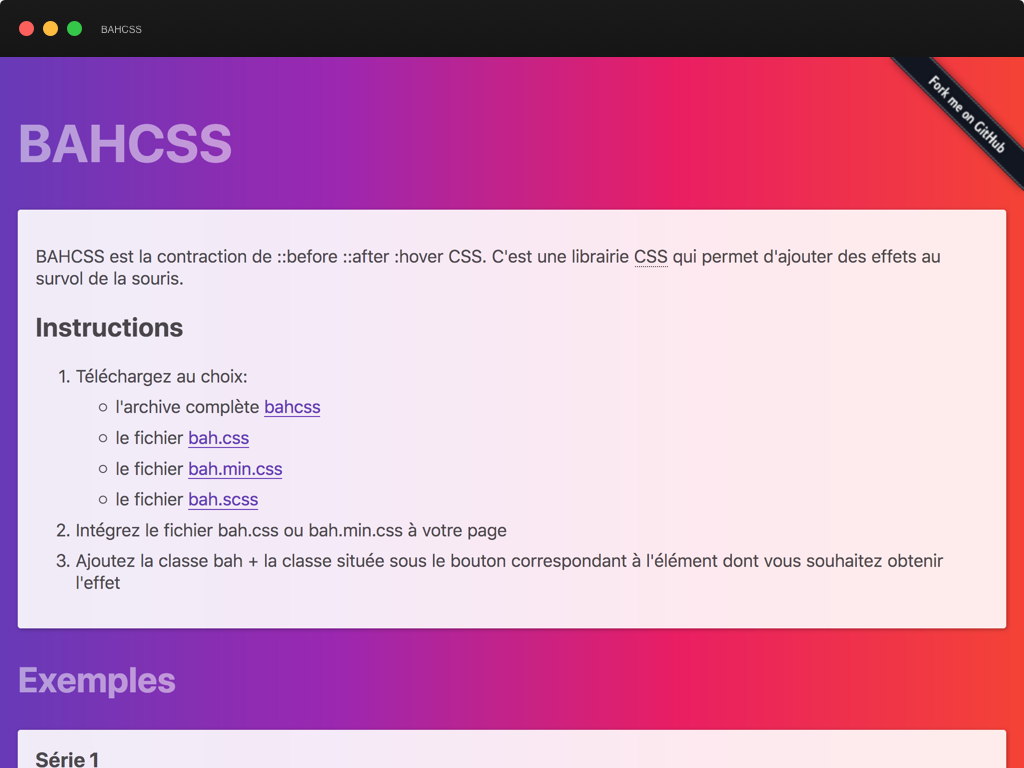 BAHCSS
Fork me on GitHub
BAHCSS
BAHCSS est la contraction de ::before ::after :hover CSS. C'est une librairie CSS qui permet d'ajouter des effets au
survol de la souris.
Instructions
1. Téléchargez au choix:
l'archive complète bahcss
le fichier bah.css
le fichier bah.min.css
le fichier bah.scss
2. Intégrez le fichier bah.css ou bah.min.css à votre page
3. Ajoutez la classe bah + la classe située sous le bouton correspondant à l'élément dont vous souhaitez obtenir
l'effet
Exemples
Série 1